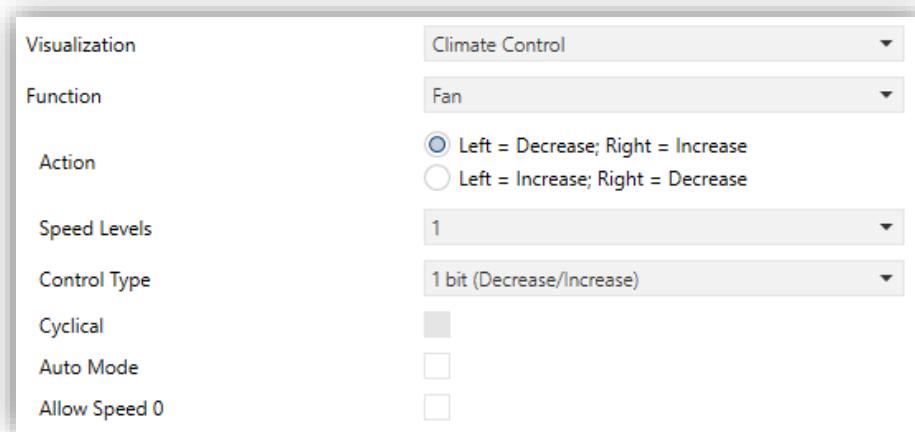 Visualization
Climate Control
Function
Fan
Action
Left = Decrease; Right = Increase
Left = Increase; Right = Decrease
Speed Levels
1
Control Type
1 bit (Decrease/Increase)
Cyclical
Auto Mode
Allow Speed 0